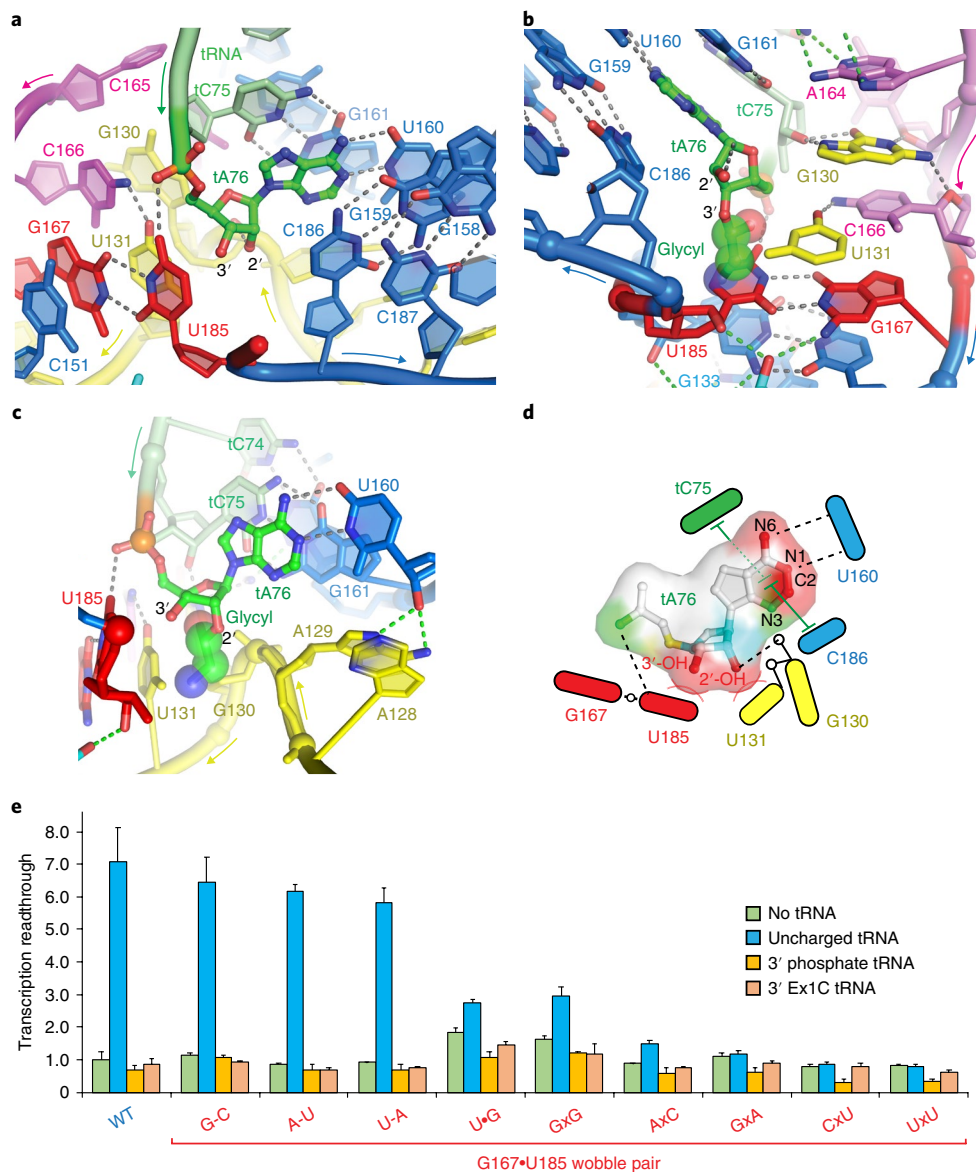 a
tRNA
C165
tC75
G161
G130
U160
C166
tA76
G167
U131
C186
G159
G158
3′
2′
U185
C187
C151
b
U160
G161
G159
A164
tC75
tA76
G130
C186
2′
3′
C166
Glycyl
U131
U185
G167
G133
c
tC74
tC75
U160
U185
tA76
G161
3′
Glycyl
2′
A129
U131
G130
A128
d
tC75
N6
N1
C2
U160
tA76
N3
C186
3′-OH
2′-OH
G167
U185
U131
G130
e
Transcription readthrough
8.0
7.0
6.0
5.0
4.0
3.0
2.0
1.0
0
No tRNA
Uncharged tRNA
3′ phosphate tRNA
3′ Ex1C tRNA
WT
G-C
A-U
U-A
U•G
GxG
AxC
GxA
CxU
UxU
G167•U185 wobble pair